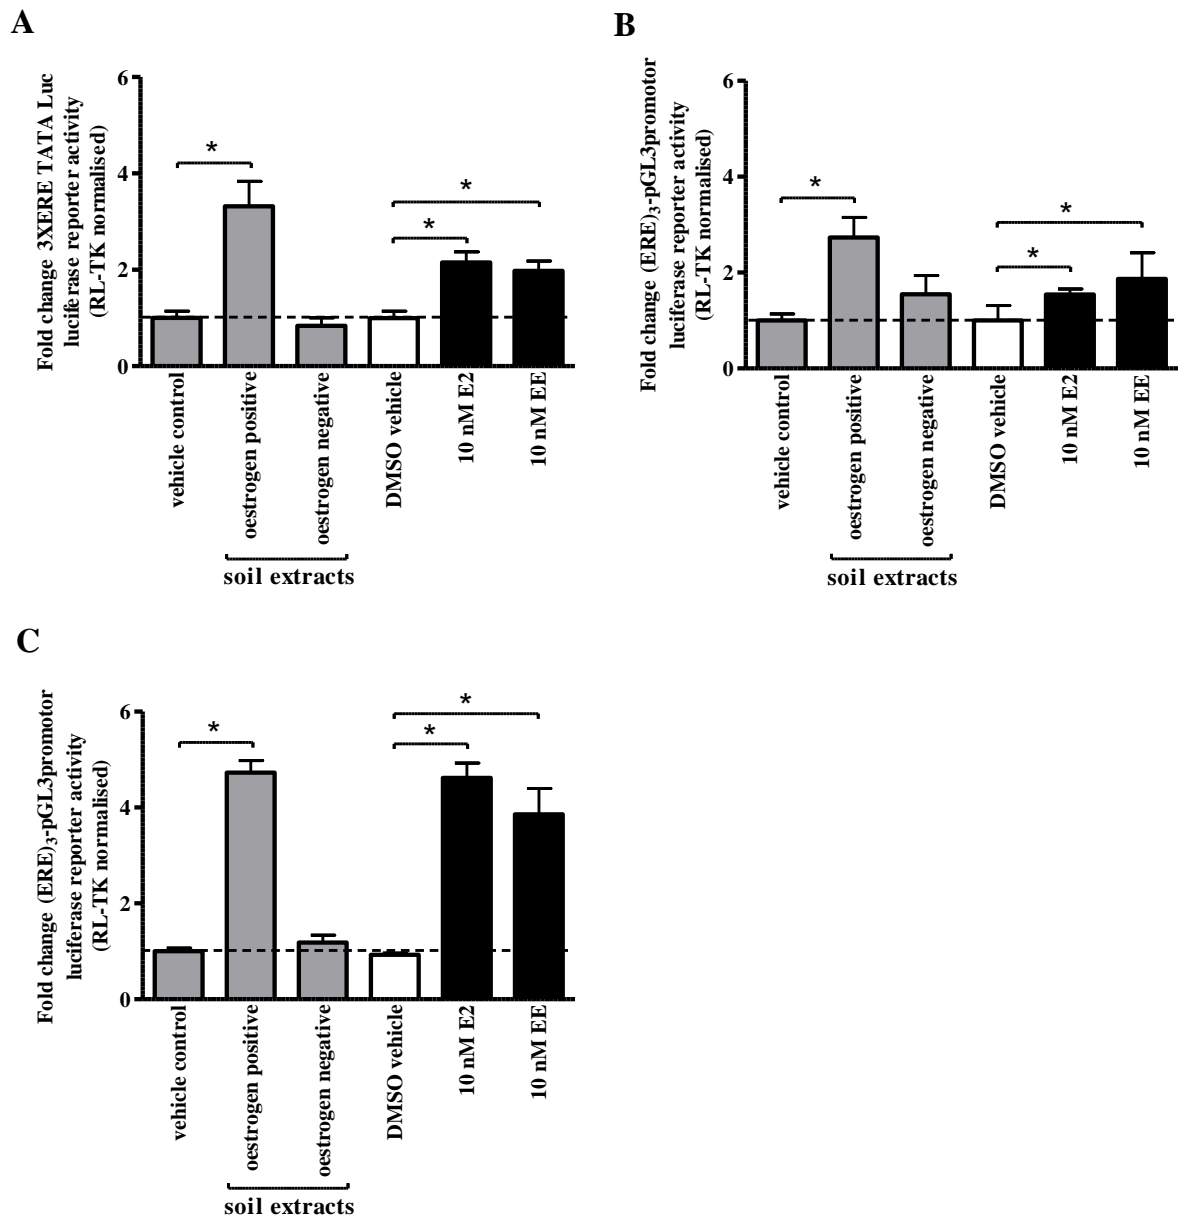 A
Fold change 3XERE TATA Luc
luciferase reporter activity
(RL-TK normalised)
6
4
2
0
*
*
*
vehicle control
oestrogen positive
oestrogen negative
DMSO vehicle
10 nM E2
10 nM EE
soil extracts
B
Fold change (ERE)3-pGL3promotor
luciferase reporter activity
(RL-TK normalised)
6
4
2
0
*
*
*
vehicle control
oestrogen positive
oestrogen negative
DMSO vehicle
10 nM E2
10 nM EE
soil extracts
C
Fold change (ERE)3-pGL3promotor
luciferase reporter activity
(RL-TK normalised)
6
4
2
0
*
*
*
vehicle control
oestrogen positive
oestrogen negative
DMSO vehicle
10 nM E2
10 nM EE
soil extracts